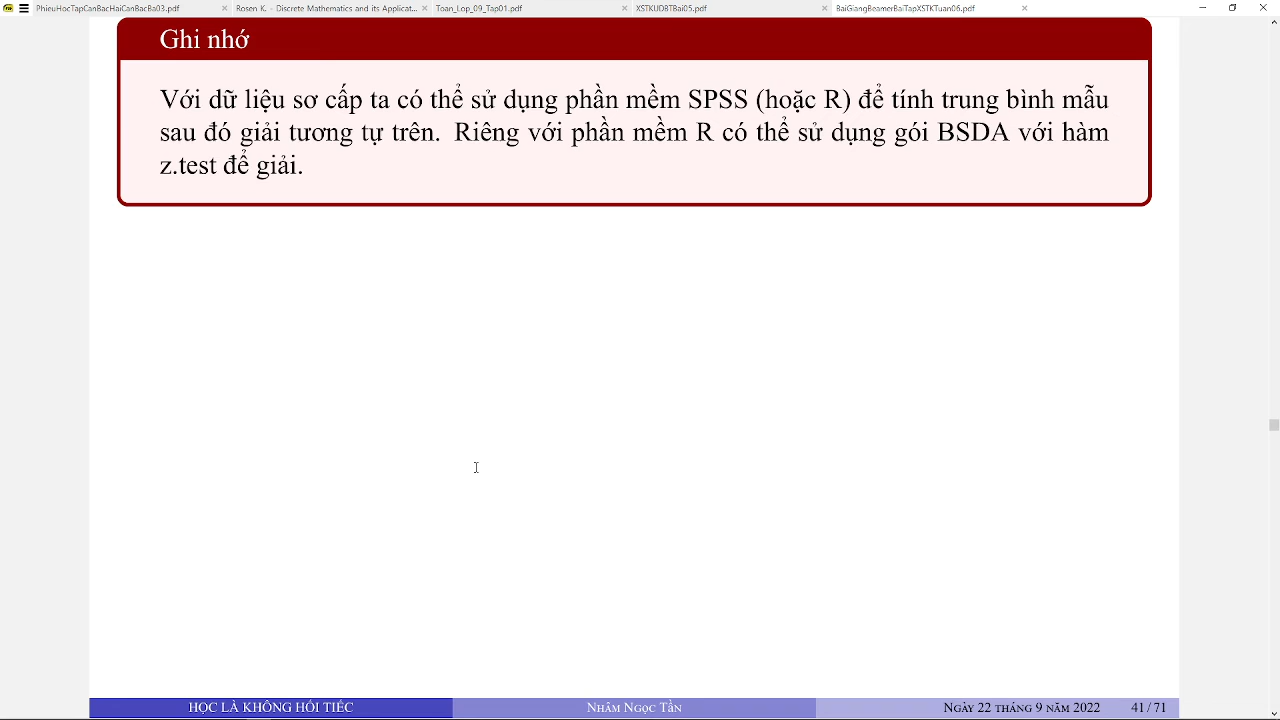 PhieuHocTapCanBacHaiCanBacBa03.pdf
Rosen K. - Discrete Mathematics and its Applicat...
Toan_Lop_09_Tap01.pdf
XSTKUDBTBai05.pdf
BaiGiangBeamerBaiTapXSTKTuan06.pdf
Ghi nhớ
Với dữ liệu sơ cấp ta có thể sử dụng phần mềm SPSS (hoặc R) để tính trung bình mẫu
sau đó giải tương tự trên. Riêng với phần mềm R có thể sử dụng gói BSDA với hàm
z.test để giải.
HỌC LÀ KHÔNG HỐI TIẾC
Nhâm Ngọc Tần
Ngày 22 tháng 9 năm 2022
41 / 71